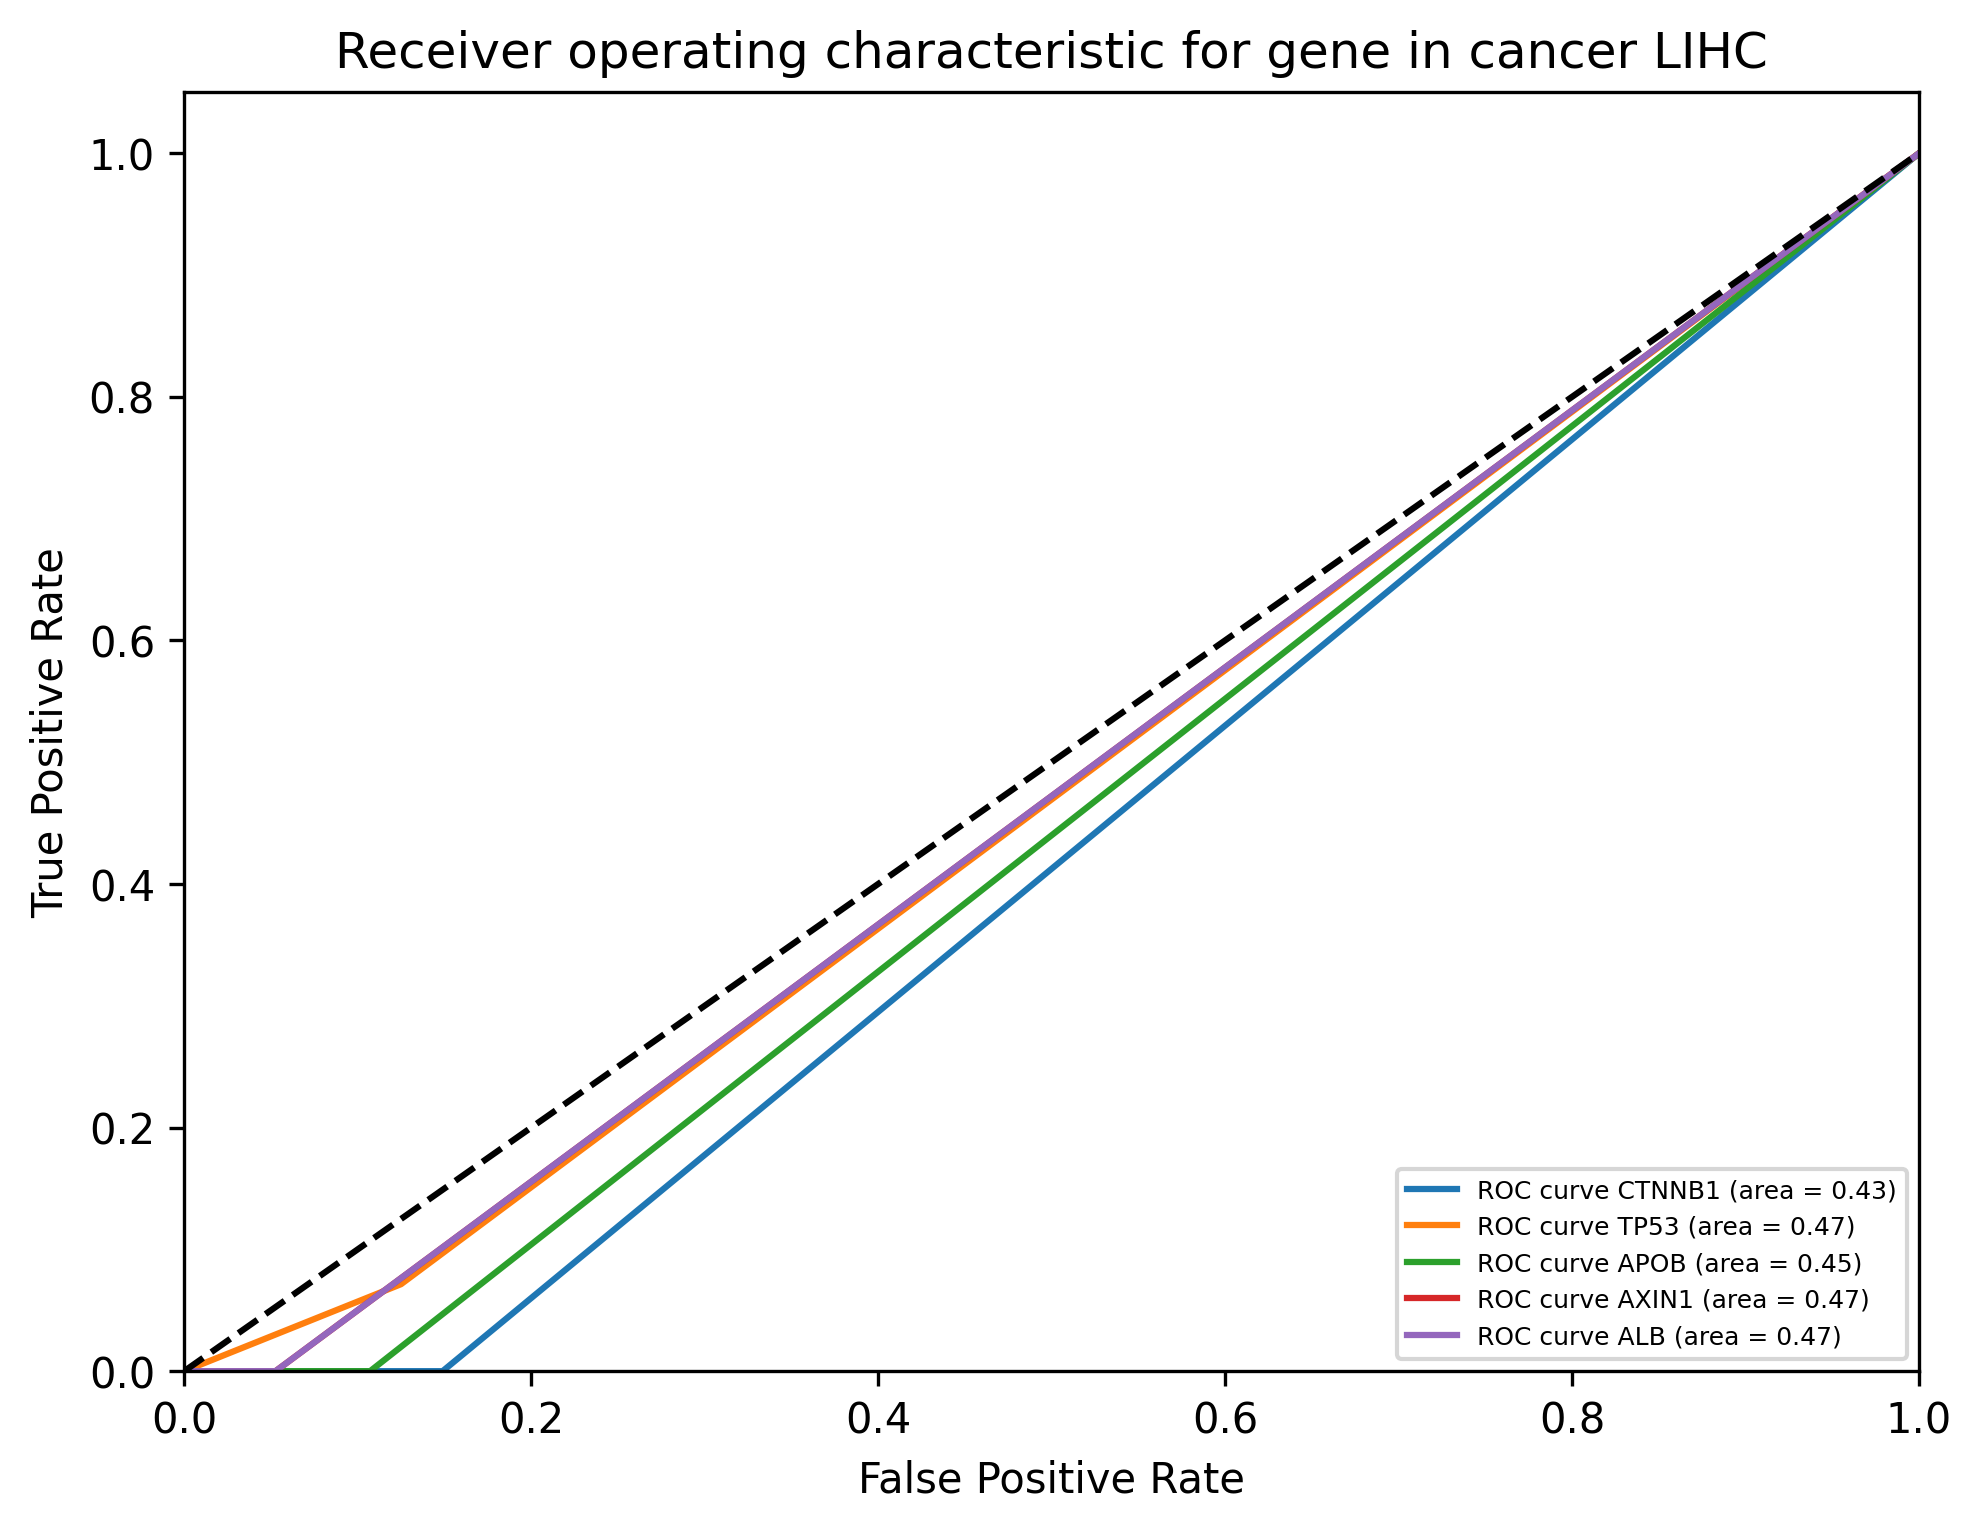 Receiver operating characteristic for gene in cancer LIHC
1.0
0.8
0.6
0.4
0.2
0.0
True Positive Rate
ROC curve CTNNB1 (area = 0.43)
ROC curve TP53 (area = 0.47)
ROC curve APOB (area = 0.45)
ROC curve AXIN1 (area = 0.47)
ROC curve ALB (area = 0.47)
0.0 0.2 0.4 0.6 0.8 1.0
False Positive Rate